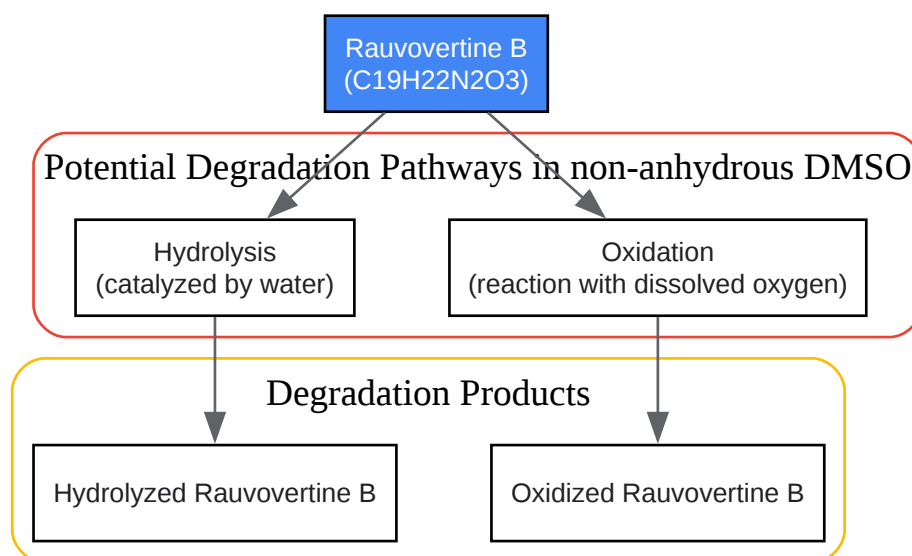 Rauvovertine B
(C19H22N2O3)
Potential Degradation Pathways in non-anhydrous DMSO
Hydrolysis
(catalyzed by water)
Oxidation
(reaction with dissolved oxygen)
Degradation Products
Hydrolyzed Rauvovertine B
Oxidized Rauvovertine B